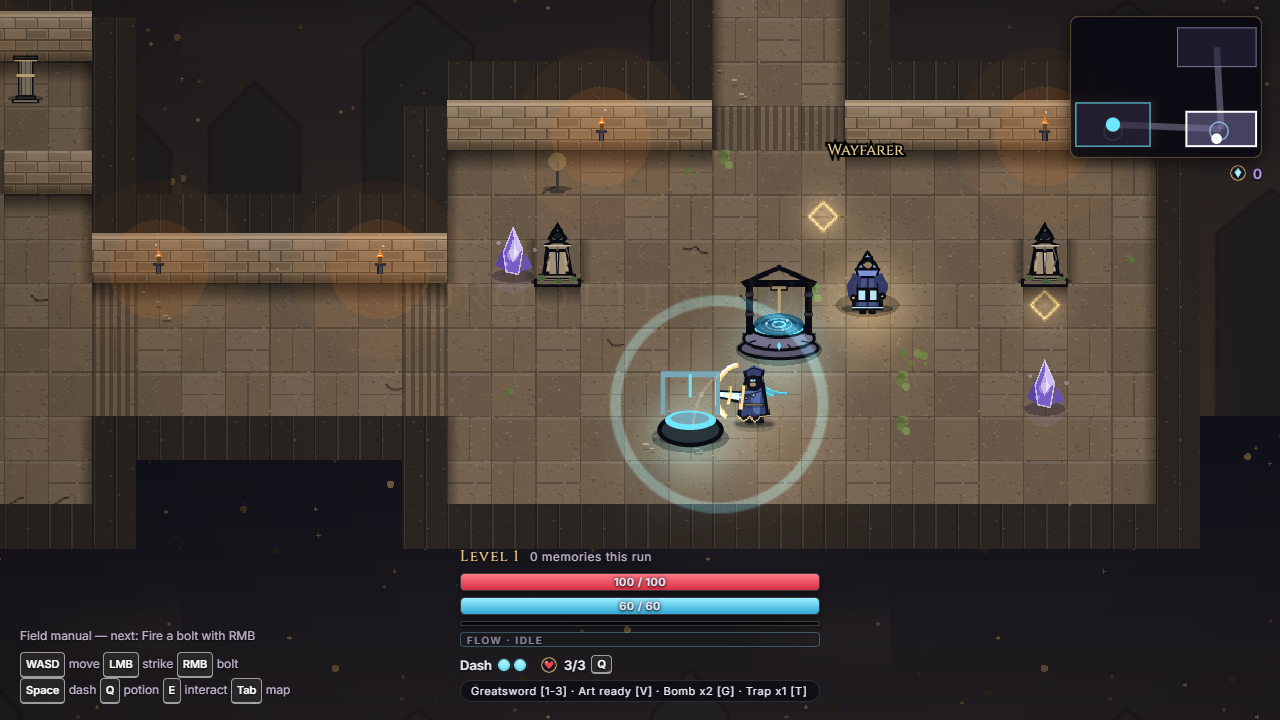 WAYFARER
0
LEVEL 1 0 memories this run
100 / 100
60 / 60
FLOW · IDLE
Dash 3/3 Q
Greatsword [1-3] · Art ready [V] · Bomb x2 [G] · Trap x1 [T]
Field manual — next: Fire a bolt with RMB
WASD move LMB strike RMB bolt
Space dash Q potion E interact Tab map